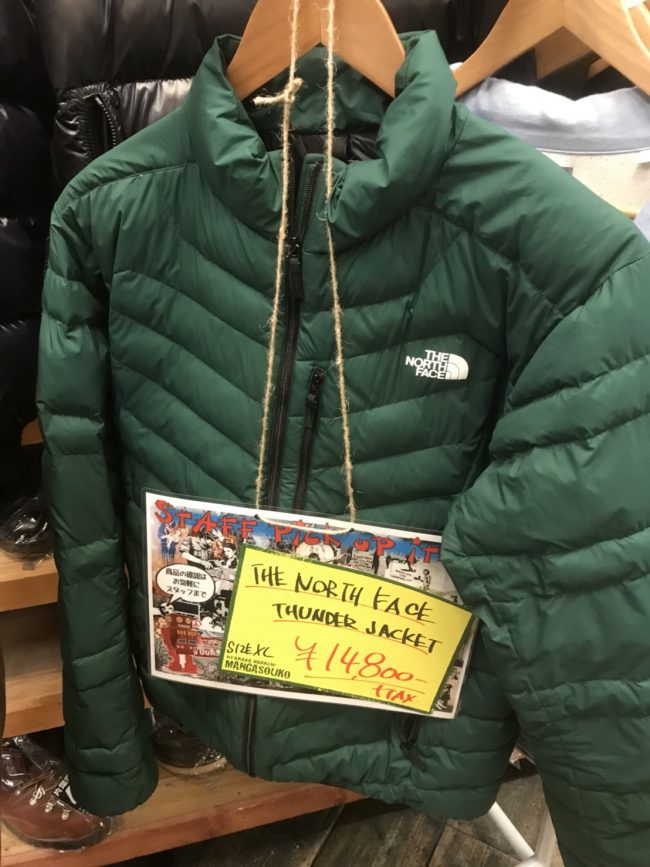 THE
NORTH
FACE
STAFF PICK UP ITEM
商品の確認は
お気軽に
スタッフまで
THE NORTH FACE
THUNDER JACKET
SIZE XL
¥14,800-
+TAX
MANGASOUKO